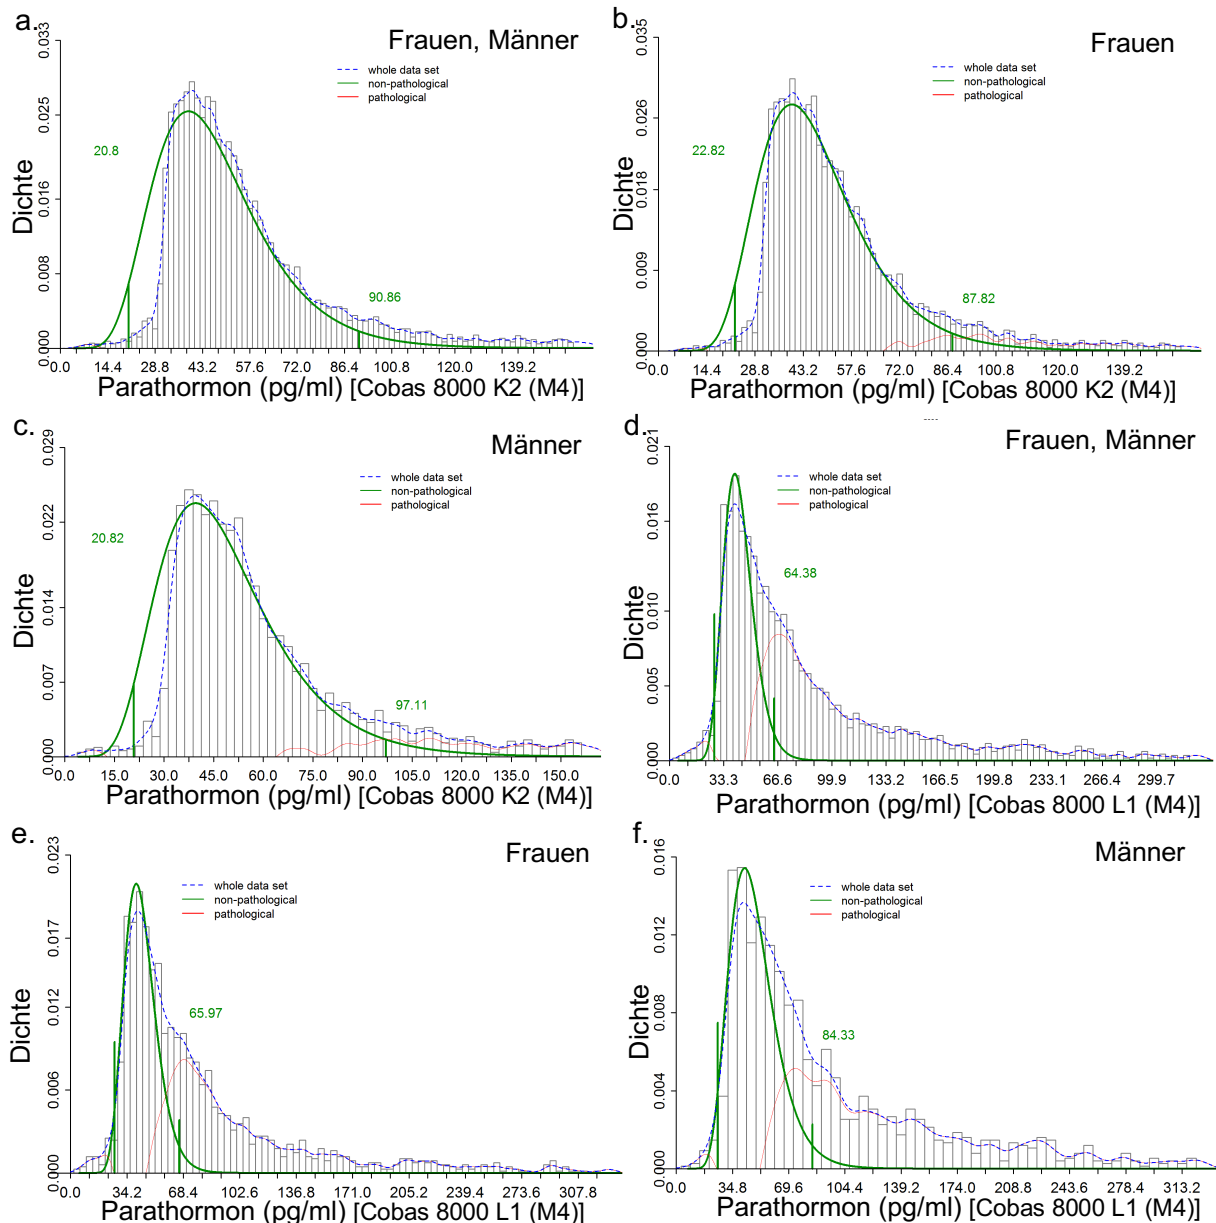 a.
Frauen, Männer
whole data set
non-pathological
pathological
20.8
90.86
Dichte
0.000 0.008 0.016 0.025 0.033
0.0 14.4 28.8 43.2 57.6 72.0 86.4 100.8 120.0 139.2
Parathormon (pg/ml) [Cobas 8000 K2 (M4)]
b.
Frauen
whole data set
non-pathological
pathological
22.82
87.82
Dichte
0.000 0.009 0.018 0.026 0.035
0.0 14.4 28.8 43.2 57.6 72.0 86.4 100.8 120.0 139.2
Parathormon (pg/ml) [Cobas 8000 K2 (M4)]
c.
Männer
whole data set
non-pathological
pathological
20.82
97.11
Dichte
0.000 0.007 0.014 0.022 0.029
0.0 15.0 30.0 45.0 60.0 75.0 90.0 105.0 120.0 135.0 150.0
Parathormon (pg/ml) [Cobas 8000 K2 (M4)]
d.
Frauen, Männer
whole data set
non-pathological
pathological
64.38
Dichte
0.000 0.005 0.010 0.016 0.021
0.0 33.3 66.6 99.9 133.2 166.5 199.8 233.1 266.4 299.7
Parathormon (pg/ml) [Cobas 8000 L1 (M4)]
e.
Frauen
whole data set
non-pathological
pathological
65.97
Dichte
0.000 0.006 0.012 0.017 0.023
0.0 34.2 68.4 102.6 136.8 171.0 205.2 239.4 273.6 307.8
Parathormon (pg/ml) [Cobas 8000 L1 (M4)]
f.
Männer
whole data set
non-pathological
pathological
84.33
Dichte
0.000 0.004 0.008 0.012 0.016
0.0 34.8 69.6 104.4 139.2 174.0 208.8 243.6 278.4 313.2
Parathormon (pg/ml) [Cobas 8000 L1 (M4)]